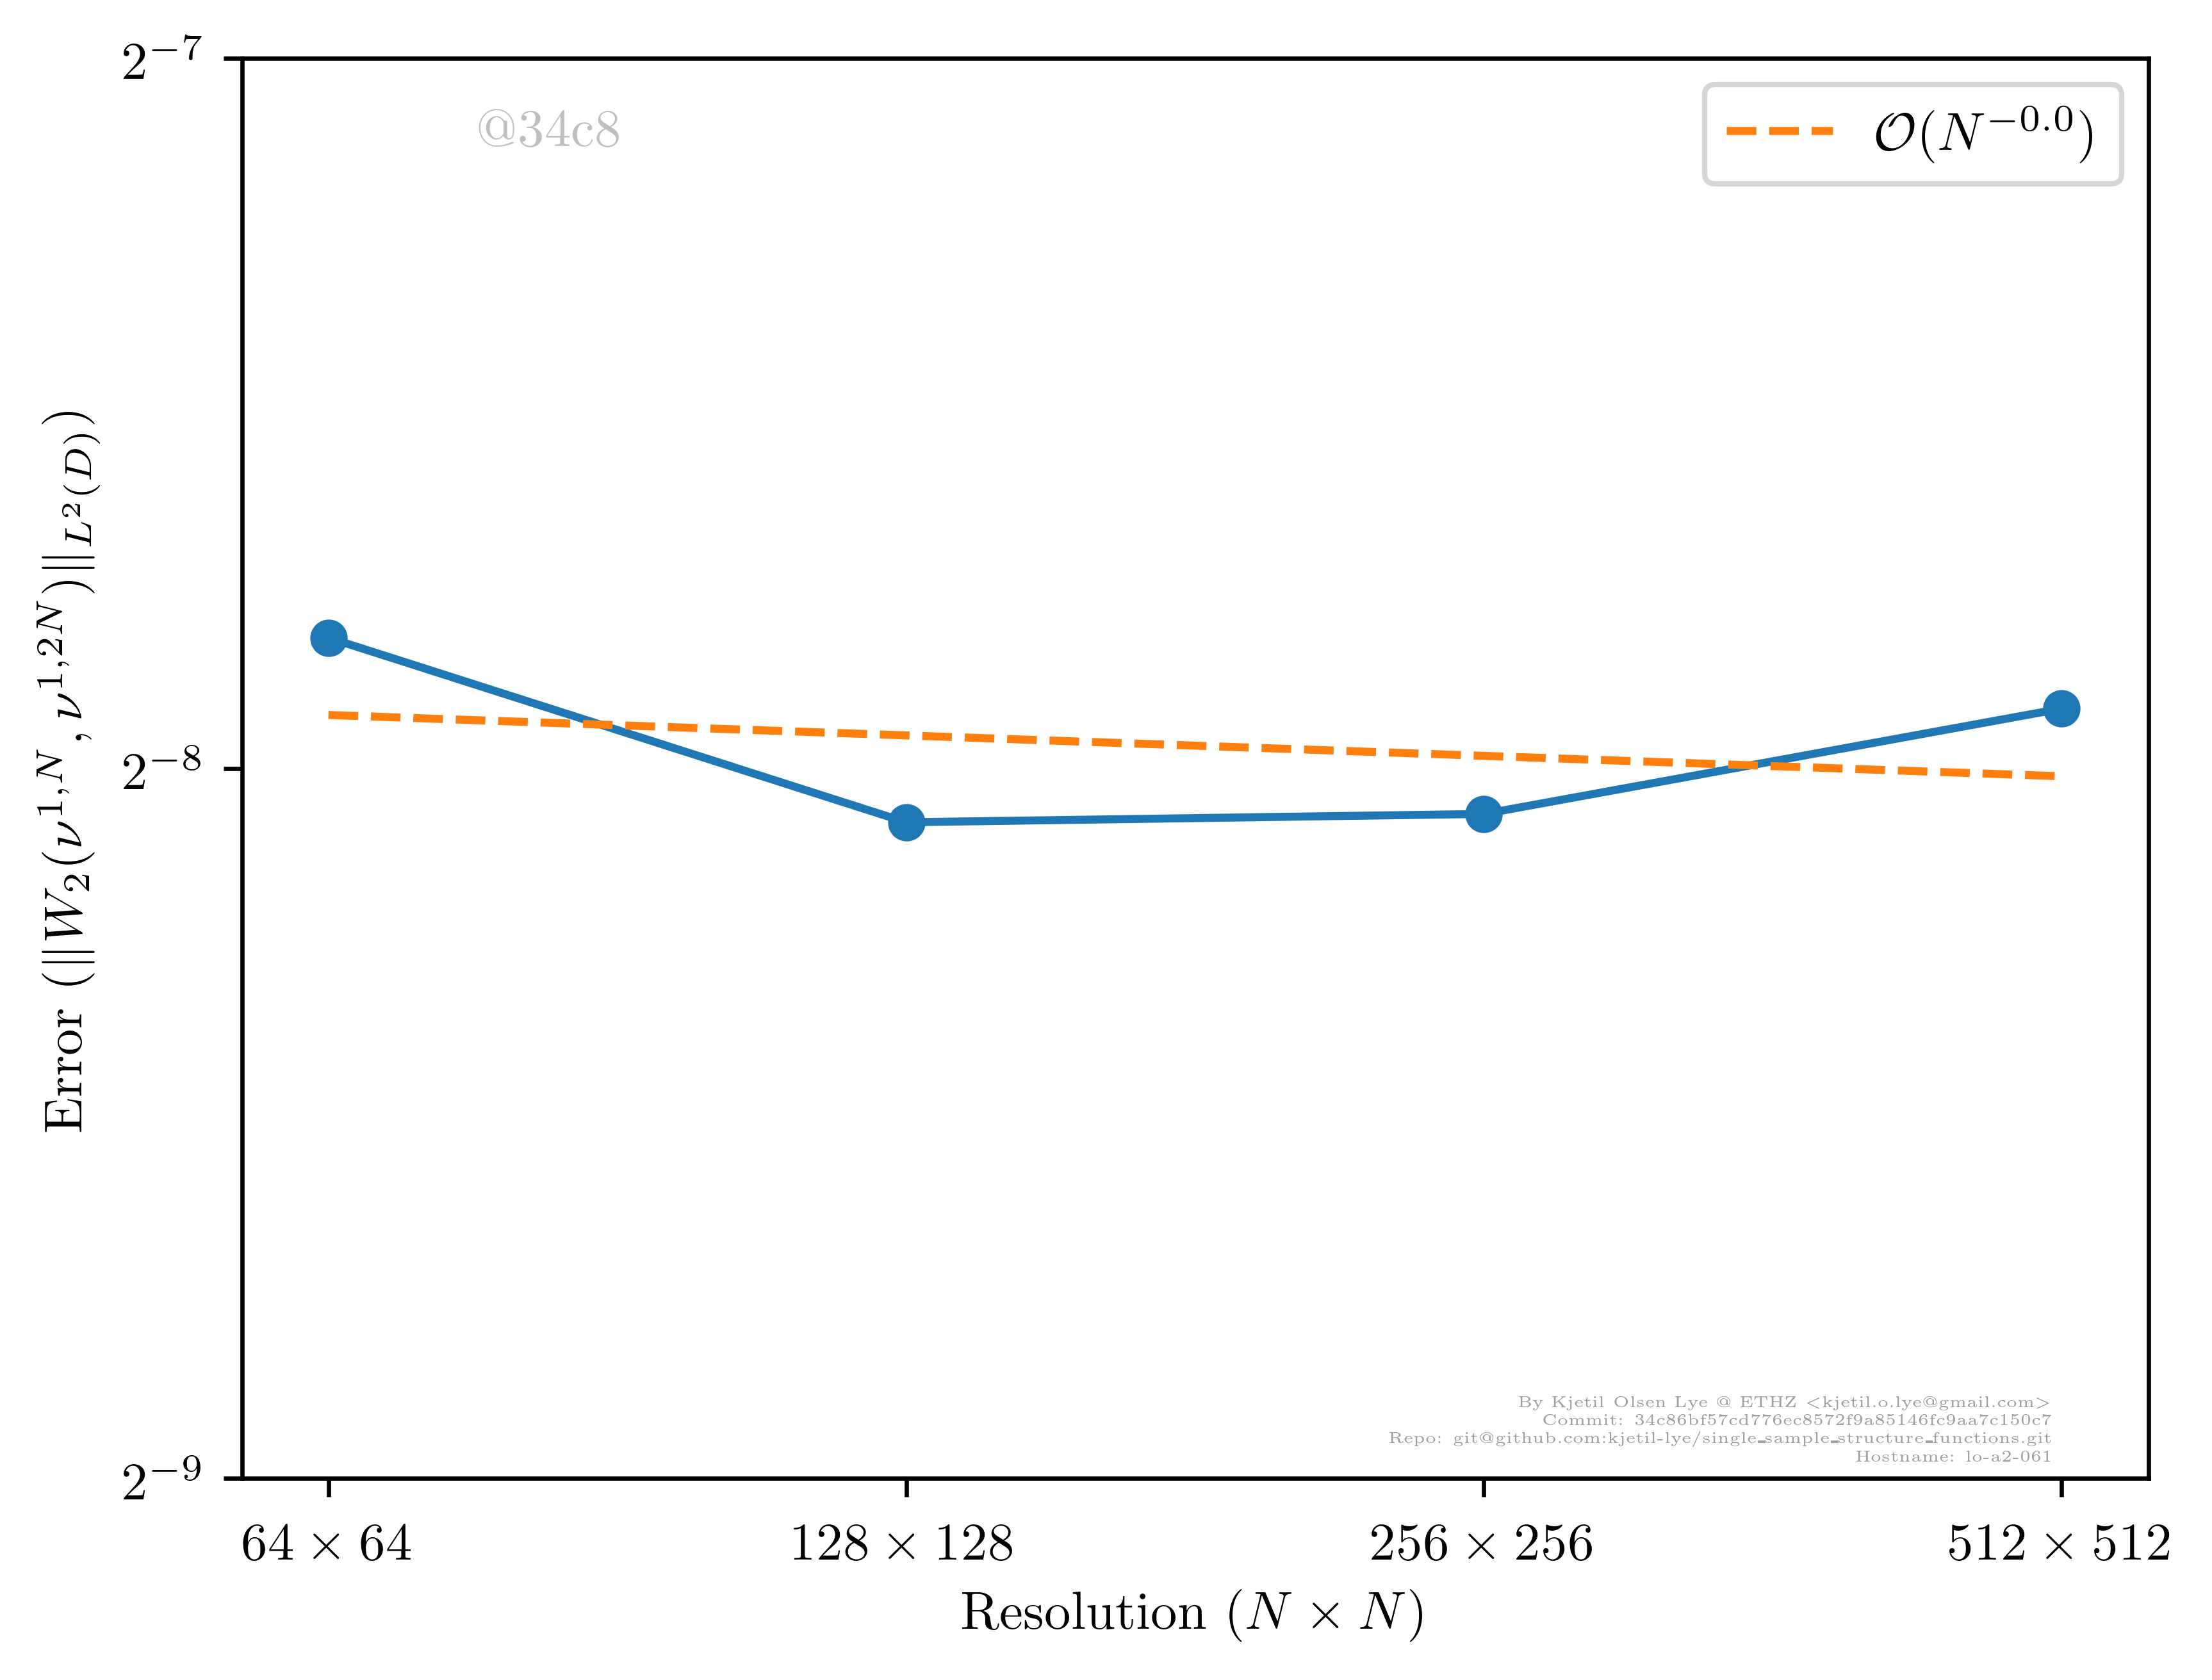 2^{-7}
@34c8
\mathcal{O}(N^{-0.0})
2^{-8}
Error (||W_2(ν^{1,N}, ν^{1,2N})||_{L^2(D)})
2^{-9}
By Kjetil Olsen Lye @ ETHZ <kjetil.o.lye@gmail.com>
Commit: 34c86bf57cd776ec8572f9a85146fc9aa7c150c7
Repo: git@github.com:kjetil-lye/single_sample_structure_functions.git
Hostname: lo-a2-061
64 × 64
128 × 128
256 × 256
512 × 512
Resolution (N × N)